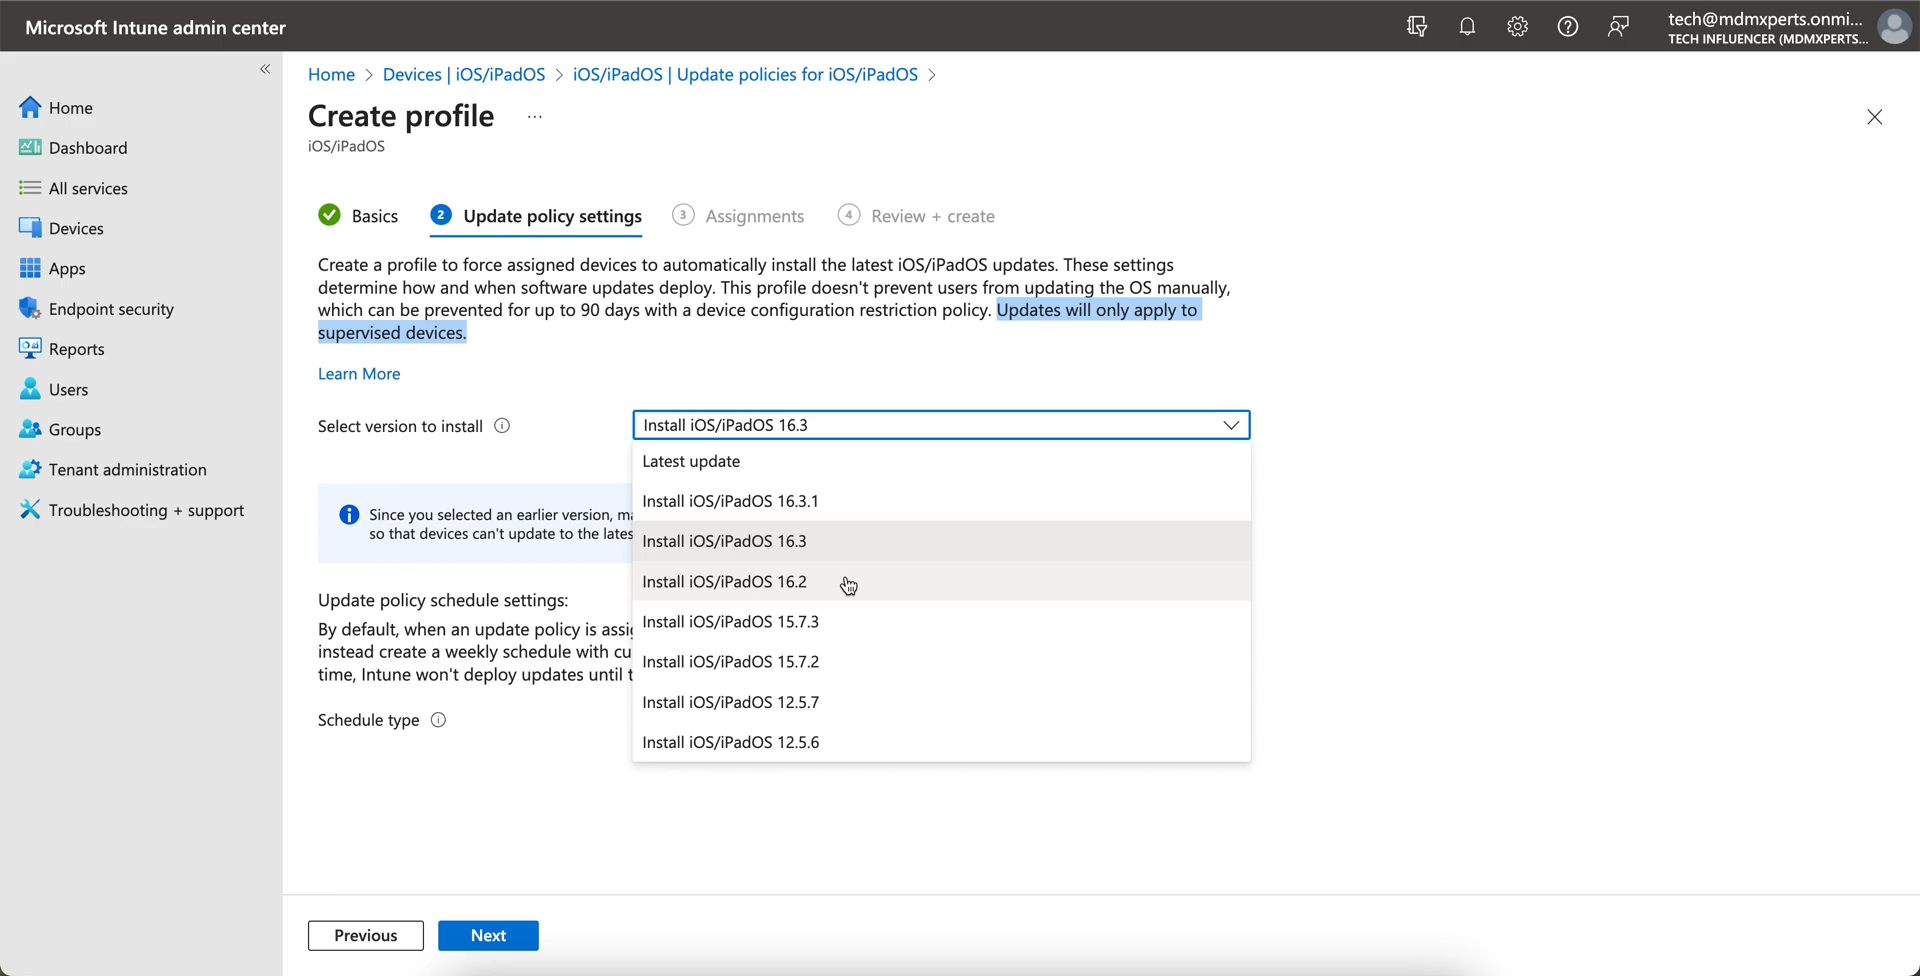 Microsoft Intune admin center
tech@mdmxperts.onmi...
TECH INFLUENCER (MDMXPERTS...
Home > Devices | iOS/iPadOS > iOS/iPadOS | Update policies for iOS/iPadOS >
Home
Dashboard
All services
Devices
Apps
Endpoint security
Reports
Users
Groups
Tenant administration
Troubleshooting + support
Create profile ...
iOS/iPadOS
Basics 2 Update policy settings 3 Assignments 4 Review + create
Create a profile to force assigned devices to automatically install the latest iOS/iPadOS updates. These settings
determine how and when software updates deploy. This profile doesn't prevent users from updating the OS manually,
which can be prevented for up to 90 days with a device configuration restriction policy. Updates will only apply to
supervised devices.
Learn More
Select version to install
Install iOS/iPadOS 16.3
Latest update
Install iOS/iPadOS 16.3.1
Install iOS/iPadOS 16.3
Install iOS/iPadOS 16.2
Install iOS/iPadOS 15.7.3
Install iOS/iPadOS 15.7.2
Install iOS/iPadOS 12.5.7
Install iOS/iPadOS 12.5.6
Since you selected an earlier version,
so that devices can't update to the
Update policy schedule settings:
By default, when an update policy is
instead create a weekly schedule with
time, Intune won't deploy updates until
Schedule type
Previous
Next